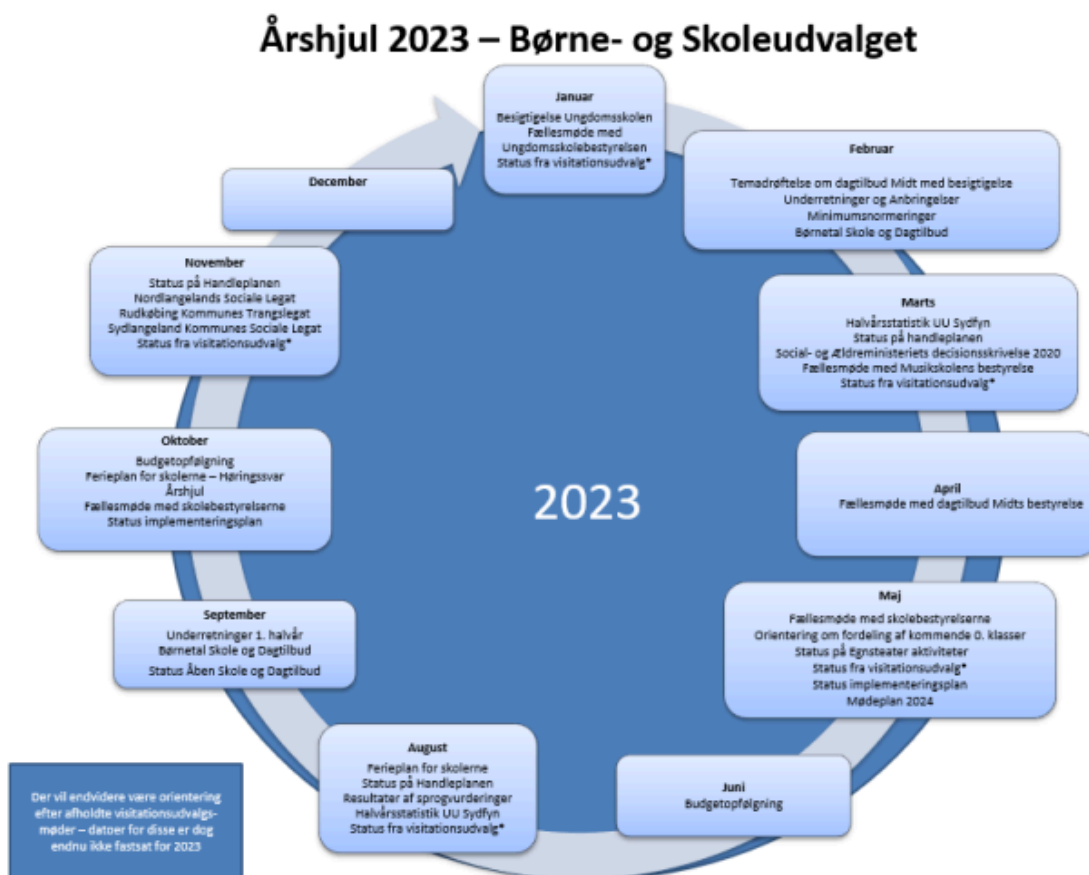 Årshjul 2023 – Børne- og Skoleudvalget
Januar
Besigtigelse Ungdomsskolen
Fællesmøde med
Ungdomsskolebestyrelsen
Status fra visitationsudvalg*
Februar
Temadrøftelse om dagtilbud Midt med besigtigelse
Underretninger og Anbringelser
Minimumsnormeringer
Børnetal Skole og Dagtilbud
Marts
Halvårsstatistik UU Sydfyn
Status på handleplanen
Social- og Ældreministeriets decisionsskrivelse 2020
Fællesmøde med Musikskolens bestyrelse
Status fra visitationsudvalg*
April
Fællesmøde med dagtilbud Midts bestyrelse
Maj
Fællesmøde med skolebestyrelserne
Orientering om fordeling af kommende 0. klasser
Status på Egnsteater aktiviteter
Status fra visitationsudvalg*
Status implementeringsplan
Mødeplan 2024
Juni
Budgetopfølgning
August
Ferieplan for skolerne
Status på Handleplanen
Resultater af sprogvurderinger
Halvårsstatistik UU Sydfyn
Status fra visitationsudvalg*
September
Underretninger 1. halvår
Børnetal Skole og Dagtilbud
Status Åben Skole og Dagtilbud
Oktober
Budgetopfølgning
Ferieplan for skolerne – Høringssvar
Årshjul
Fællesmøde med skolebestyrelserne
Status implementeringsplan
November
Status på Handleplanen
Nordlangelands Sociale Legat
Rudkøbing Kommunes Trangslegat
Sydlangeland Kommunes Sociale Legat
Status fra visitationsudvalg*
December
2023
Der vil endvidere være orientering
efter afholdte visitationsudvalgs-
møder – datoer for disse er dog
endnu ikke fastsat for 2023